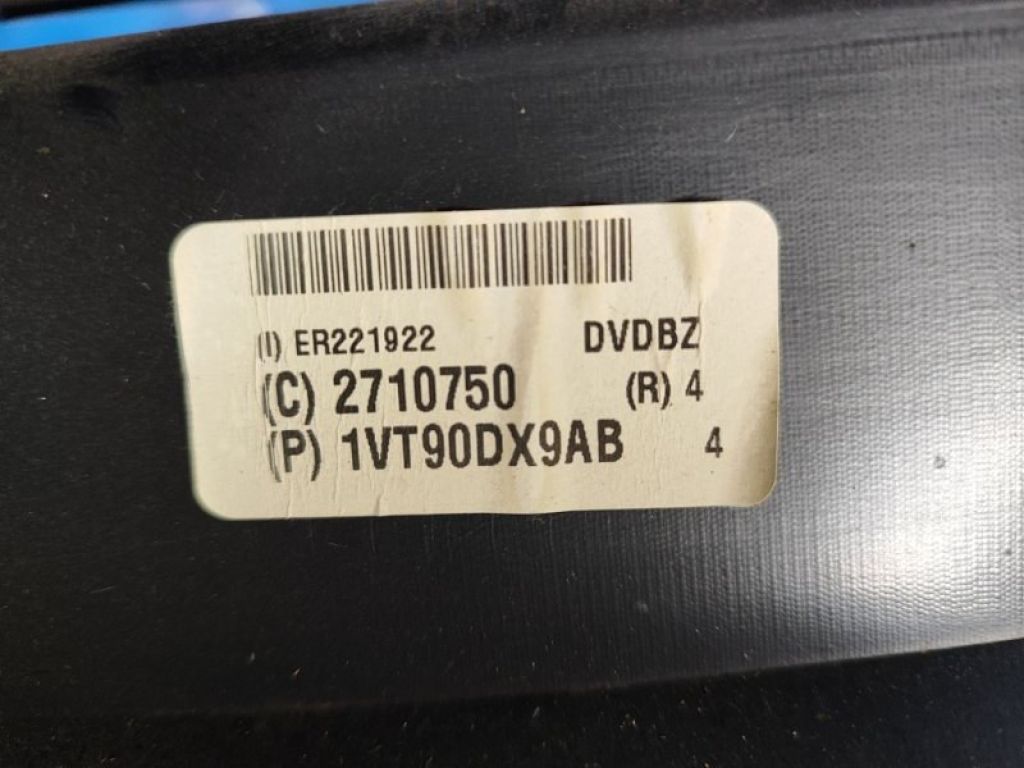 (I) ER221922 DVDBZ
(C) 2710750 (R) 4
(P) 1VT90DX9AB 4